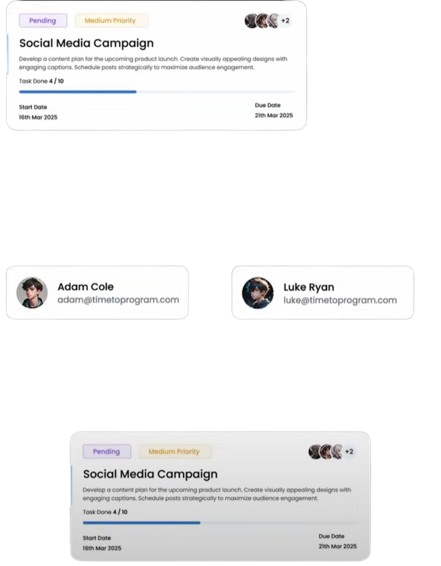 Pending
Medium Priority
+2
Social Media Campaign
Develop a content plan for the upcoming product launch. Create visually appealing designs with
engaging captions. Schedule posts strategically to maximize audience engagement.
Task Done 4 / 10
Start Date
16th Mar 2025
Due Date
21th Mar 2025
Adam Cole
adam@timetoprogram.com
Luke Ryan
luke@timetoprogram.com
Pending
Medium Priority
+2
Social Media Campaign
Develop a content plan for the upcoming product launch. Create visually appealing designs with
engaging captions. Schedule posts strategically to maximize audience engagement.
Task Done 4 / 10
Start Date
16th Mar 2025
Due Date
21th Mar 2025